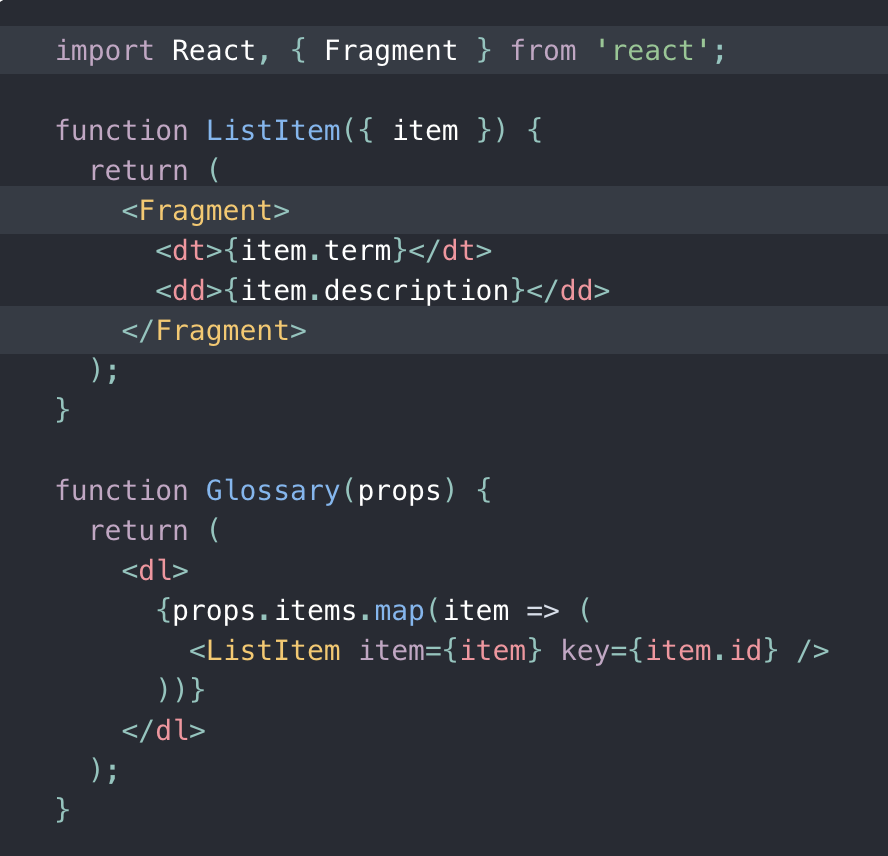 import React, { Fragment } from 'react';

function ListItem({ item }) {
  return (
    <Fragment>
      <dt>{item.term}</dt>
      <dd>{item.description}</dd>
    </Fragment>
  );
}

function Glossary(props) {
  return (
    <dl>
      {props.items.map(item => (
        <ListItem item={item} key={item.id} />
      ))}
    </dl>
  );
}